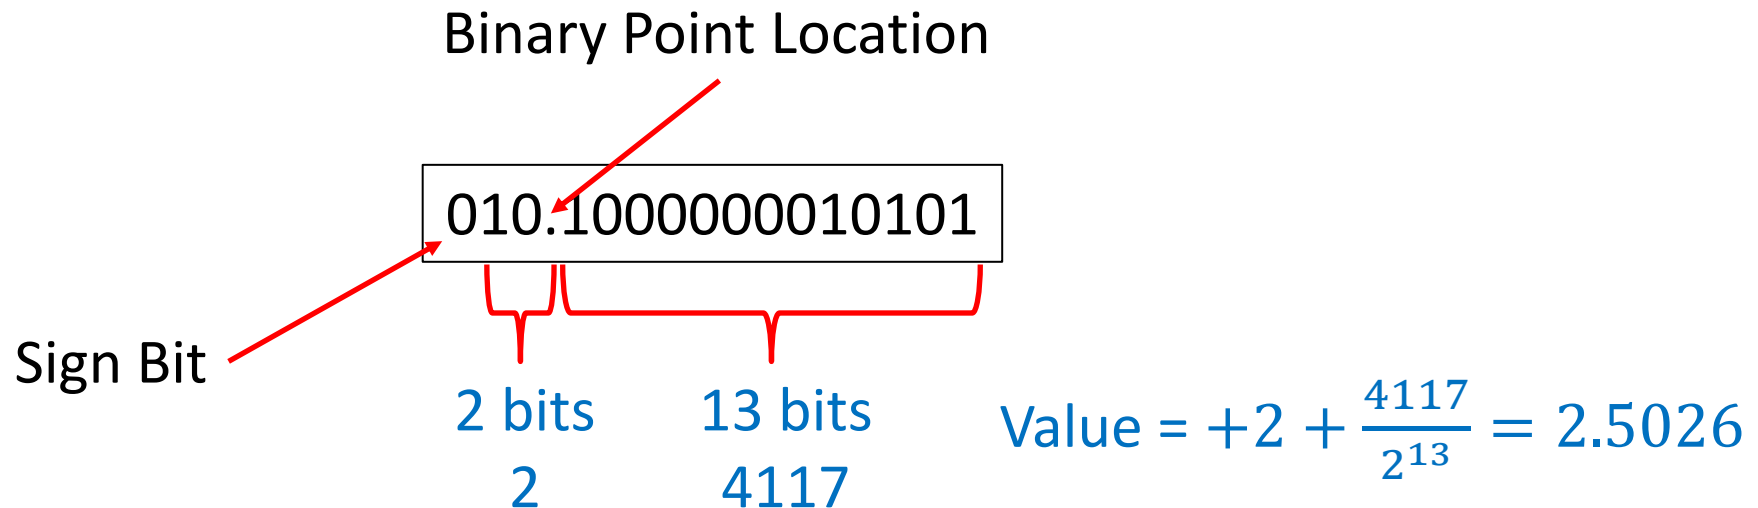 Binary Point Location
010.1000000010101
Sign Bit
2 bits
13 bits
2
4117
Value = +2 + 4117/2^13 = 2.5026